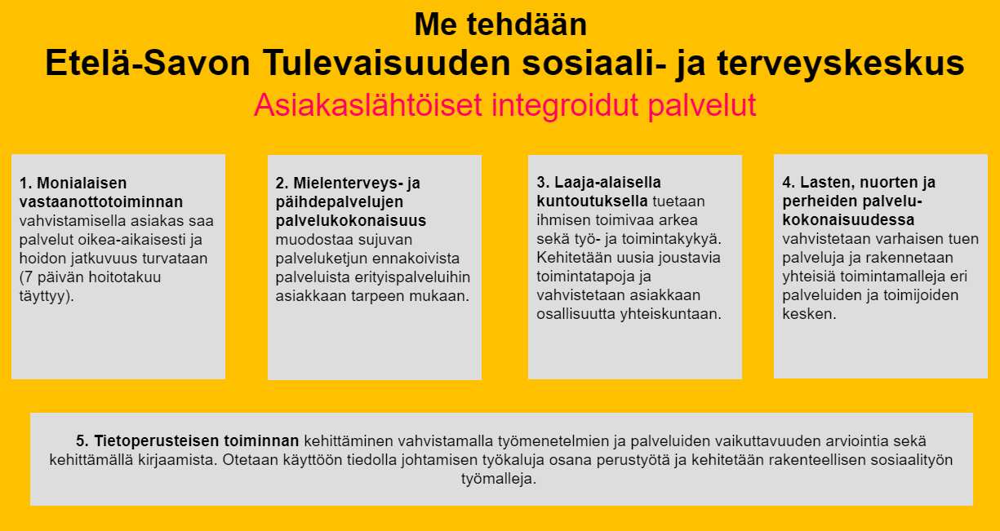 Me tehdään
Etelä-Savon Tulevaisuuden sosiaali- ja terveyskeskus
Asiakaslähtöiset integroidut palvelut
1. Monialaisen
vastaanottotoiminnan
vahvistamisella asiakas saa
palvelut oikea-aikaisesti ja
hoidon jatkuvuus turvataan
(7 päivän hoitotakuu
täyttyy).
2. Mielenterveys- ja
päihdepalvelujen
palvelukokonaisuus
muodostaa sujuvan
palveluketjun ennakoivista
palveluista erityispalveluihin
asiakkaan tarpeen mukaan.
3. Laaja-alaisella
kuntoutuksella tuetaan
ihmisen toimivaa arkea
sekä työ- ja toimintakykyä.
Kehitetään uusia joustavia
toimintatapoja ja
vahvistetaan asiakkaan
osallisuutta yhteiskuntaan.
4. Lasten, nuorten ja
perheiden palvelu-
kokonaisuudessa
vahvistetaan varhaisen tuen
palveluja ja rakennetaan
yhteisiä toimintamalleja eri
palveluiden ja toimijoiden
kesken.
5. Tietoperusteisen toiminnan kehittäminen vahvistamalla työmenetelmien ja palveluiden vaikuttavuuden arviointia sekä
kehittämällä kirjaamista. Otetaan käyttöön tiedolla johtamisen työkaluja osana perustyötä ja kehitetään rakenteellisen sosiaalityön
työmalleja.